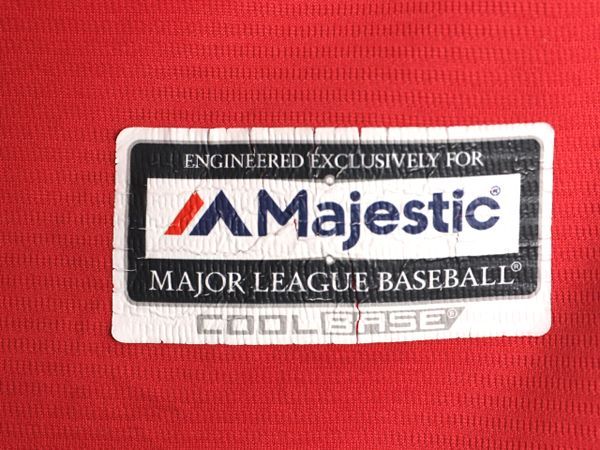 ENGINEERED EXCLUSIVELY FOR
Majestic®
MAJOR LEAGUE BASEBALL®
COOLBASE®